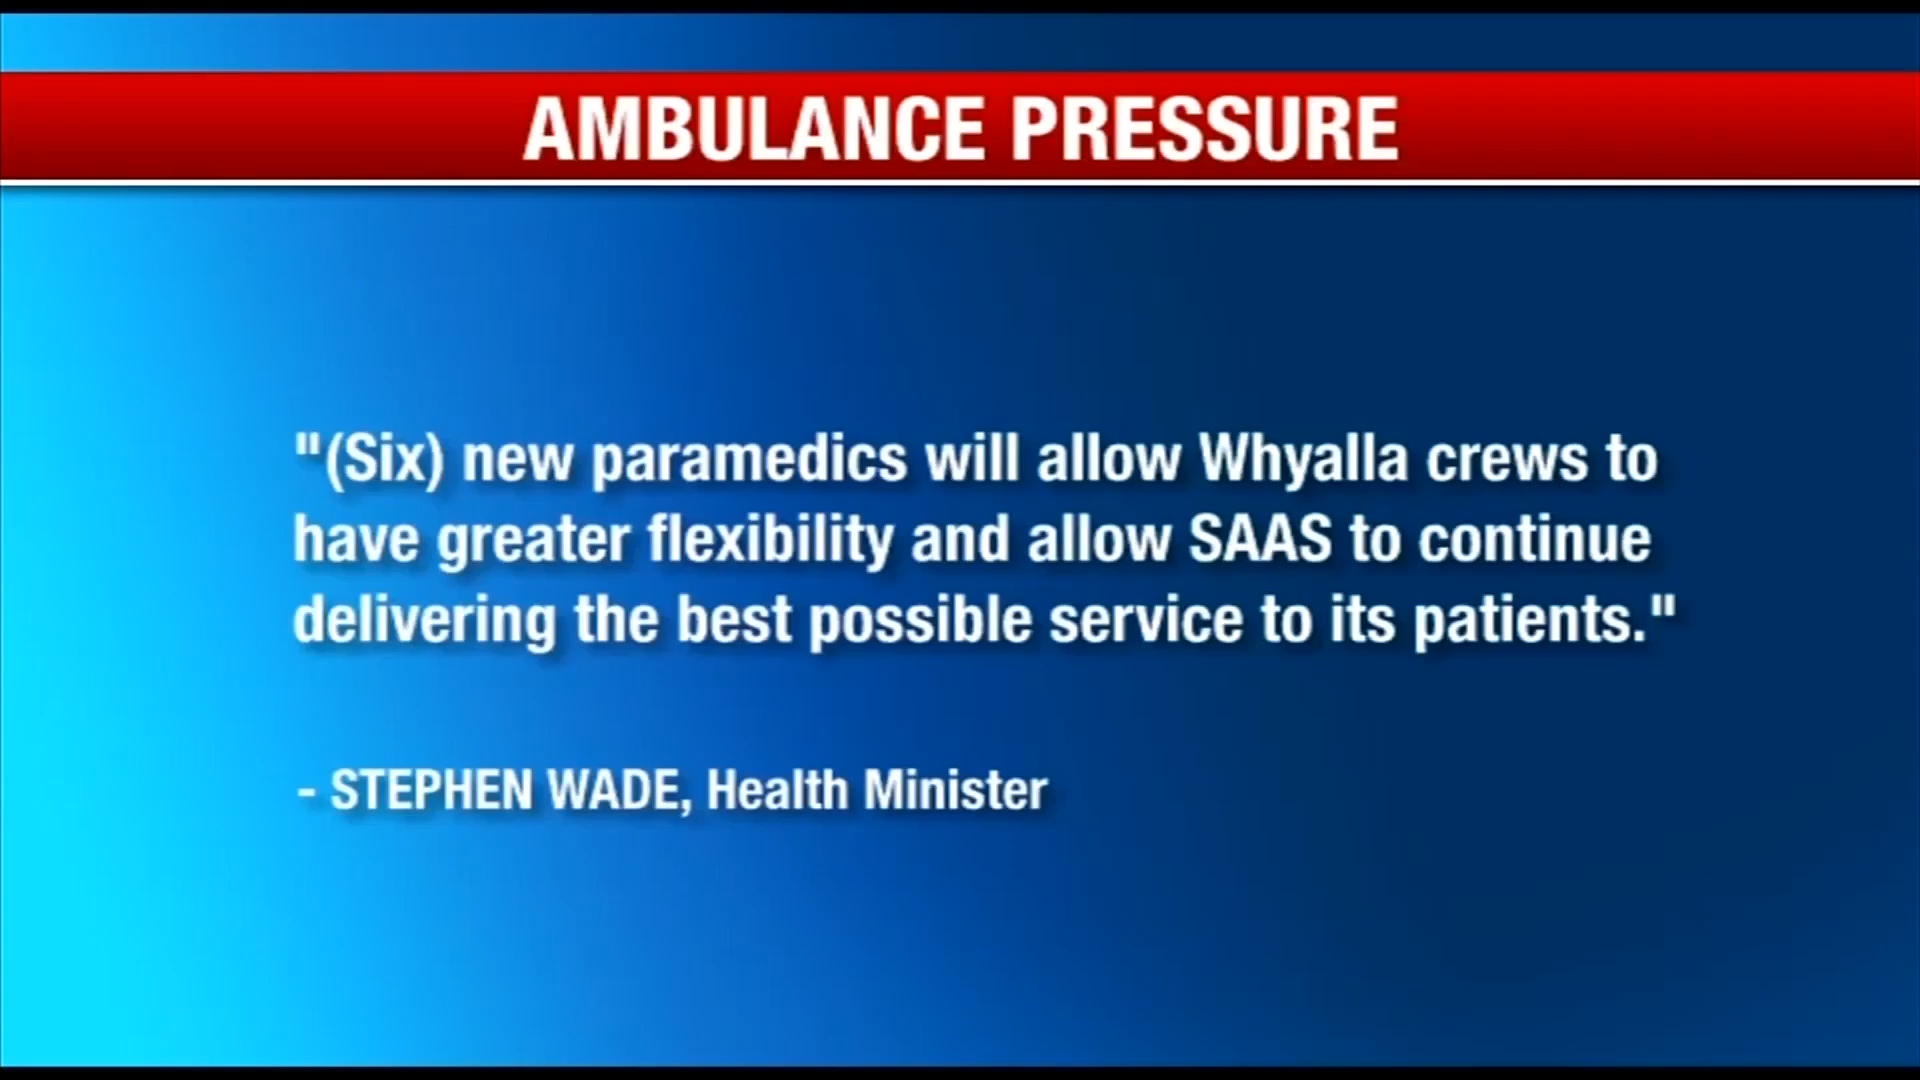 AMBULANCE PRESSURE
"(Six) new paramedics will allow Whyalla crews to
have greater flexibility and allow SAAS to continue
delivering the best possible service to its patients."
- STEPHEN WADE, Health Minister